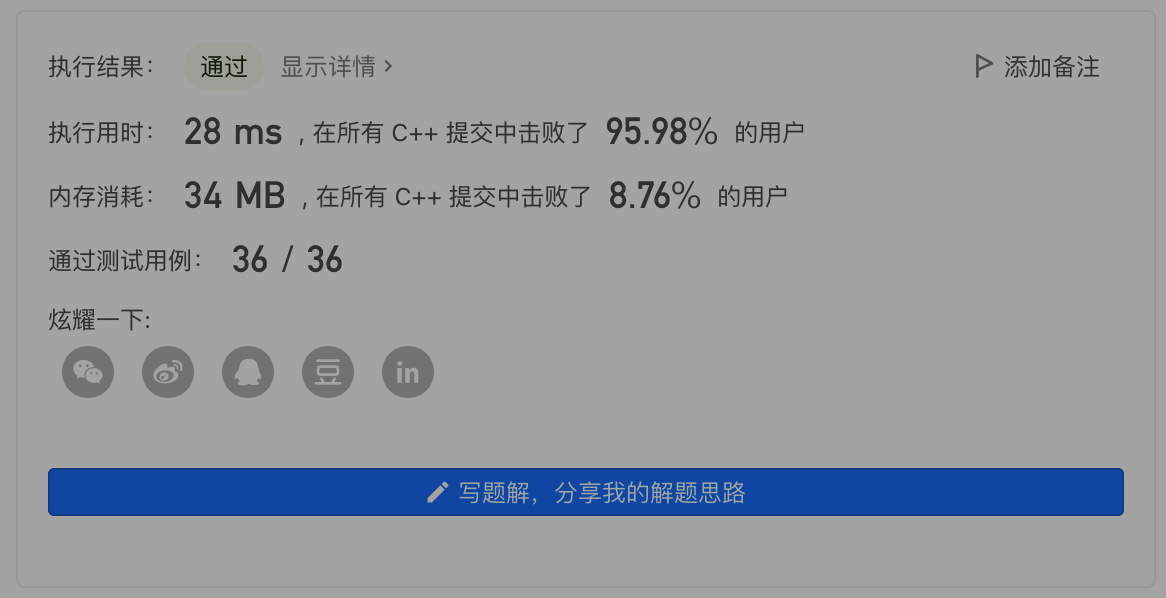 执行结果： 通过 显示详情 › 添加备注
执行用时： 28 ms ，在所有 C++ 提交中击败了 95.98% 的用户
内存消耗： 34 MB ，在所有 C++ 提交中击败了 8.76% 的用户
通过测试用例： 36 / 36
炫耀一下:
豆 in
写题解，分享我的解题思路